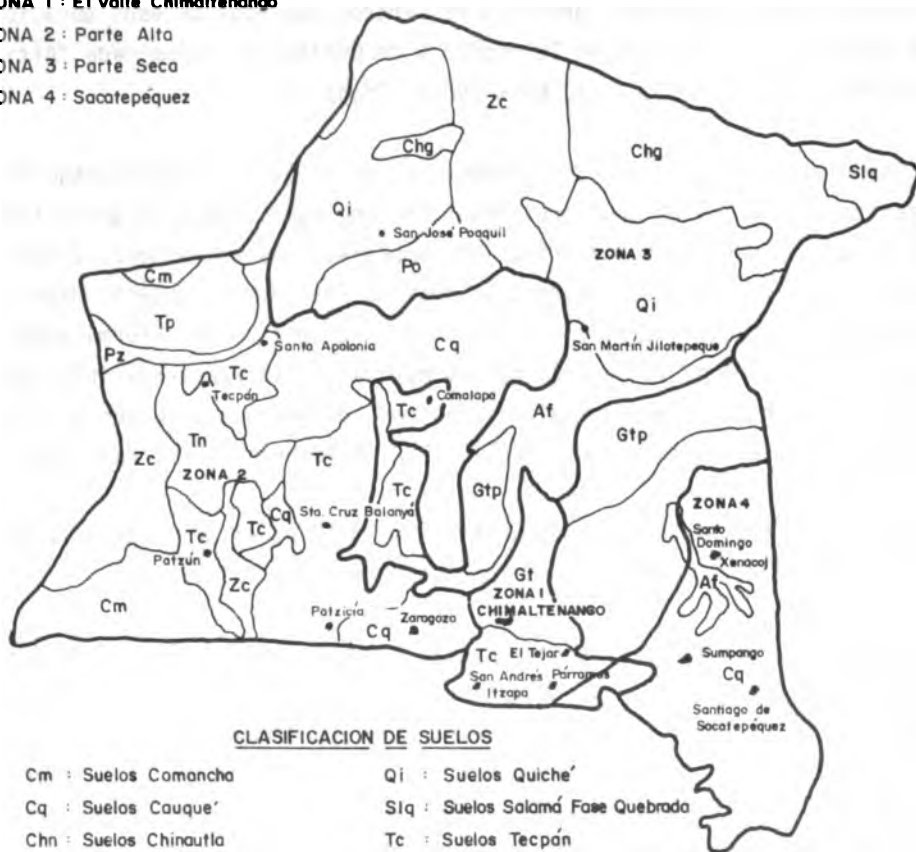 ZONA 1 : El Valle Chimaltenango
ONA 2 : Parte Alta
ONA 3 : Parte Seca
ONA 4 : Sacatepéquez
Zc
Chg
Chg
Slq
Qi
San José Poaquil
ZONA 3
Po
Cm
Qi
Tp
Santa Apolonia
Cq
San Martín Jilotepeque
Pz
Tc
A
Tecpán
Tc
Comalapa
Af
Gtp
Tn
Tc
Zc
ZONA 2
Tc
Gtp
ZONA 4
Cq
Sta. Cruz Balanyá
Santo
Domingo
Xenacoj
Tc
Tc
Patzún
Af
Zc
Gt
ZONA 1
Cm
CHIMALTENANGO
Patzicía
Zaragoza
Cq
El Tejar
Sumpango
Tc
Cq
San Andrés
Itzapa
Párramos
Santiago de
Sacatepéquez
CLASIFICACION DE SUELOS
Cm : Suelos Comancha
Qi : Suelos Quiché
Cq : Suelos Cauqué
Slq : Suelos Salamá Fase Quebrada
Chn : Suelos Chinautla
Tc : Suelos Tecpán